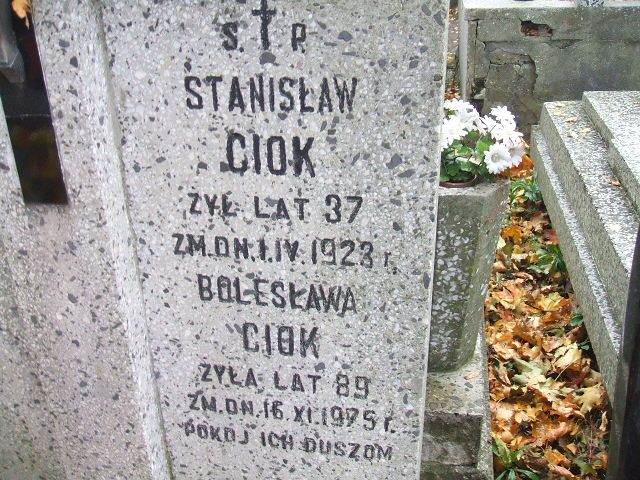 Ś. P.
STANISŁAW
CIOK
ŻYŁ LAT 37
ZM. DN. 1. IV. 1923 r.
BOLESŁAWA
CIOK
ŻYŁA LAT 89
ZM. DN. 16. XI. 1975 r.
POKÓJ ICH DUSZOM